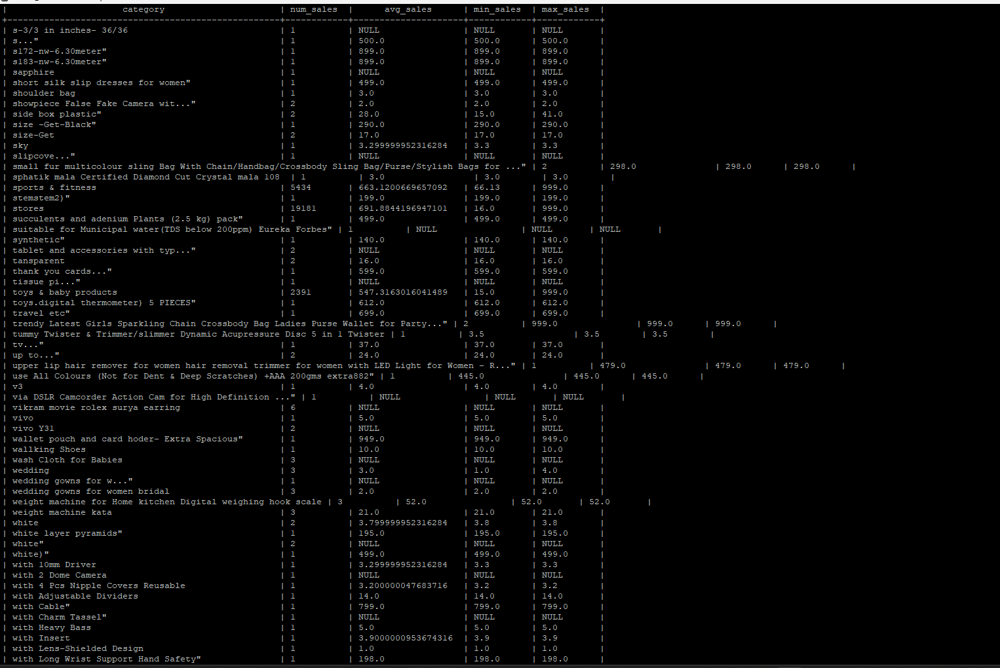 | category | num_sales | avg_sales | min_sales | max_sales |
+----------------------------------------------------+------------+---------------------+------------+------------+
| s-3/3 in inches- 36/36 | 1 | NULL | NULL | NULL |
| s..." | 1 | 500.0 | 500.0 | 500.0 |
| s172-nw-6.30meter" | 1 | 899.0 | 899.0 | 899.0 |
| s183-nw-6.30meter" | 1 | 899.0 | 899.0 | 899.0 |
| sapphire | 1 | NULL | NULL | NULL |
| short silk slip dresses for women" | 1 | 499.0 | 499.0 | 499.0 |
| shoulder bag | 1 | 3.0 | 3.0 | 3.0 |
| showpiece False Fake Camera wit..." | 2 | 2.0 | 2.0 | 2.0 |
| side box plastic" | 2 | 28.0 | 15.0 | 41.0 |
| size -Get-Black" | 1 | 290.0 | 290.0 | 290.0 |
| size-Get | 2 | 17.0 | 17.0 | 17.0 |
| sky | 1 | 3.299999952316284 | 3.3 | 3.3 |
| slipcove..." | 1 | NULL | NULL | NULL |
| small fur multicolour sling Bag With Chain/Handbag/Crossbody Sling Bag/Purse/Stylish Bags for ..." | 2 | 298.0 | 298.0 | 298.0 |
| sphatik mala Certified Diamond Cut Crystal mala 108 | 1 | 3.0 | 3.0 | 3.0 |
| sports & fitness | 5434 | 663.1200669657092 | 66.13 | 999.0 |
| stemstem2)" | 1 | 199.0 | 199.0 | 199.0 |
| stores | 19181 | 691.8844196947101 | 16.0 | 999.0 |
| succulents and adenium Plants (2.5 kg) pack" | 1 | 499.0 | 499.0 | 499.0 |
| suitable for Municipal water(TDS below 200ppm) Eureka Forbes" | 1 | NULL | NULL | NULL |
| synthetic" | 1 | 140.0 | 140.0 | 140.0 |
| tablet and accessories with typ..." | 2 | NULL | NULL | NULL |
| tansparent | 2 | 16.0 | 16.0 | 16.0 |
| thank you cards..." | 1 | 599.0 | 599.0 | 599.0 |
| tissue pi..." | 1 | NULL | NULL | NULL |
| toys & baby products | 2391 | 547.3163016041489 | 15.0 | 999.0 |
| toys.digital thermometer) 5 PIECES" | 1 | 612.0 | 612.0 | 612.0 |
| travel etc" | 1 | 699.0 | 699.0 | 699.0 |
| trendy Latest Girls Sparkling Chain Crossbody Bag Ladies Purse Wallet for Party..." | 2 | 999.0 | 999.0 | 999.0 |
| tummy Twister & Trimmer/slimmer Dynamic Acupressure Disc 5 in 1 Twister | 1 | 3.5 | 3.5 | 3.5 |
| tv..." | 1 | 37.0 | 37.0 | 37.0 |
| up to..." | 2 | 24.0 | 24.0 | 24.0 |
| upper lip hair remover for women hair removal trimmer for women with LED Light for Women - R..." | 1 | 479.0 | 479.0 | 479.0 |
| use All Colours (Not for Dent & Deep Scratches) +AAA 200gms extra882" | 1 | 445.0 | 445.0 | 445.0 |
| v3 | 1 | 4.0 | 4.0 | 4.0 |
| via DSLR Camcorder Action Cam for High Definition ..." | 1 | NULL | NULL | NULL |
| vikram movie rolex surya earring | 6 | NULL | NULL | NULL |
| vivo | 1 | 5.0 | 5.0 | 5.0 |
| vivo Y31 | 2 | NULL | NULL | NULL |
| wallet pouch and card hoder- Extra Spacious" | 1 | 949.0 | 949.0 | 949.0 |
| wallking Shoes | 1 | 10.0 | 10.0 | 10.0 |
| wash Cloth for Babies | 3 | NULL | NULL | NULL |
| wedding | 3 | 3.0 | 1.0 | 4.0 |
| wedding gowns for w..." | 1 | NULL | NULL | NULL |
| wedding gowns for women bridal | 3 | 2.0 | 2.0 | 2.0 |
| weight machine for Home kitchen Digital weighing hook scale | 3 | 52.0 | 52.0 | 52.0 |
| weight machine kata | 3 | 21.0 | 21.0 | 21.0 |
| white | 2 | 3.799999952316284 | 3.8 | 3.8 |
| white layer pyramids" | 1 | 195.0 | 195.0 | 195.0 |
| white" | 2 | NULL | NULL | NULL |
| white)" | 1 | 499.0 | 499.0 | 499.0 |
| with 10mm Driver | 1 | 3.299999952316284 | 3.3 | 3.3 |
| with 2 Dome Camera | 1 | NULL | NULL | NULL |
| with 4 Pcs Nipple Covers Reusable | 1 | 3.200000047683716 | 3.2 | 3.2 |
| with Adjustable Dividers | 1 | 14.0 | 14.0 | 14.0 |
| with Cable" | 1 | 799.0 | 799.0 | 799.0 |
| with Charm Tassel" | 1 | NULL | NULL | NULL |
| with Heavy Bass | 1 | 5.0 | 5.0 | 5.0 |
| with Insert | 1 | 3.9000000953674316 | 3.9 | 3.9 |
| with Lens-Shielded Design | 1 | 1.0 | 1.0 | 1.0 |
| with Long Wrist Support Hand Safety" | 1 | 198.0 | 198.0 | 198.0 |